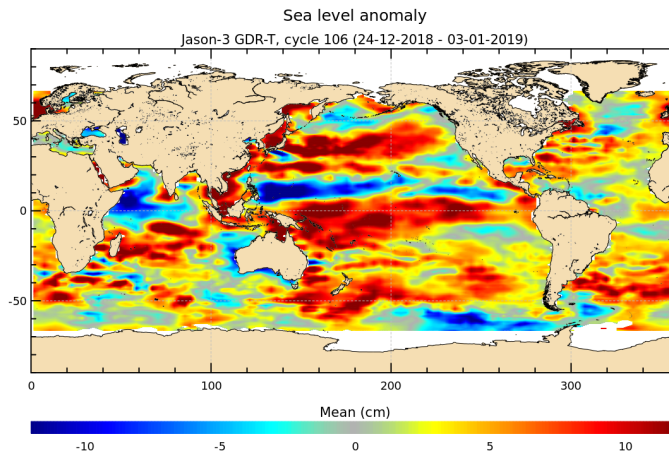 Sea level anomaly
Jason-3 GDR-T, cycle 106 (24-12-2018 - 03-01-2019)
50
0
-50
0 100 200 300
Mean (cm)
-10 -5 0 5 10